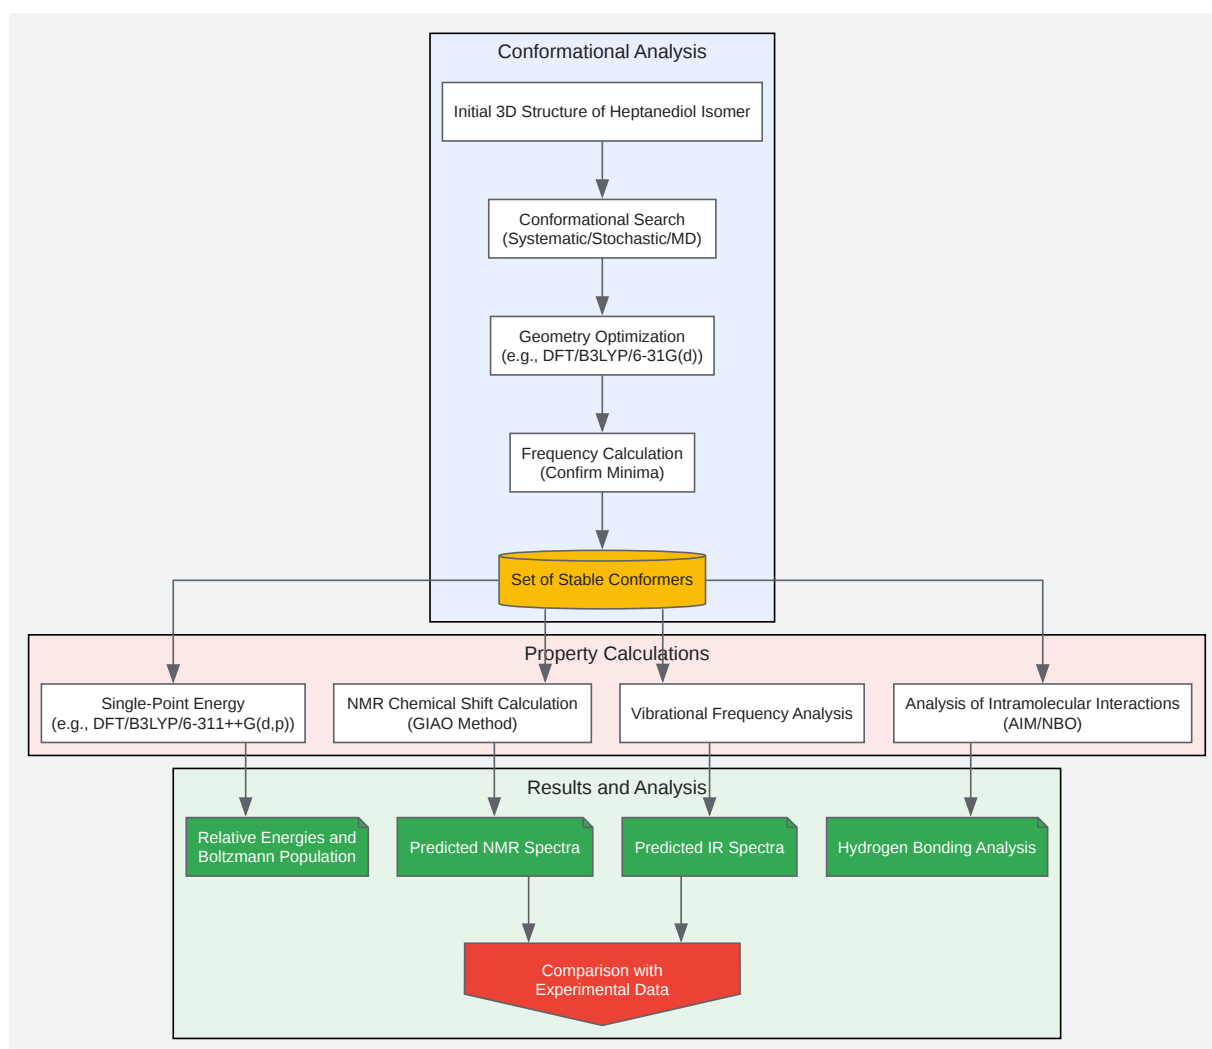 Conformational Analysis
Initial 3D Structure of Heptanediol Isomer
Conformational Search
(Systematic/Stochastic/MD)
Geometry Optimization
(e.g., DFT/B3LYP/6-31G(d))
Frequency Calculation
(Confirm Minima)
Set of Stable Conformers
Property Calculations
Single-Point Energy
(e.g., DFT/B3LYP/6-311++G(d,p))
NMR Chemical Shift Calculation
(GIAO Method)
Vibrational Frequency Analysis
Analysis of Intramolecular Interactions
(AIM/NBO)
Results and Analysis
Relative Energies and
Boltzmann Population
Predicted NMR Spectra
Predicted IR Spectra
Hydrogen Bonding Analysis
Comparison with
Experimental Data